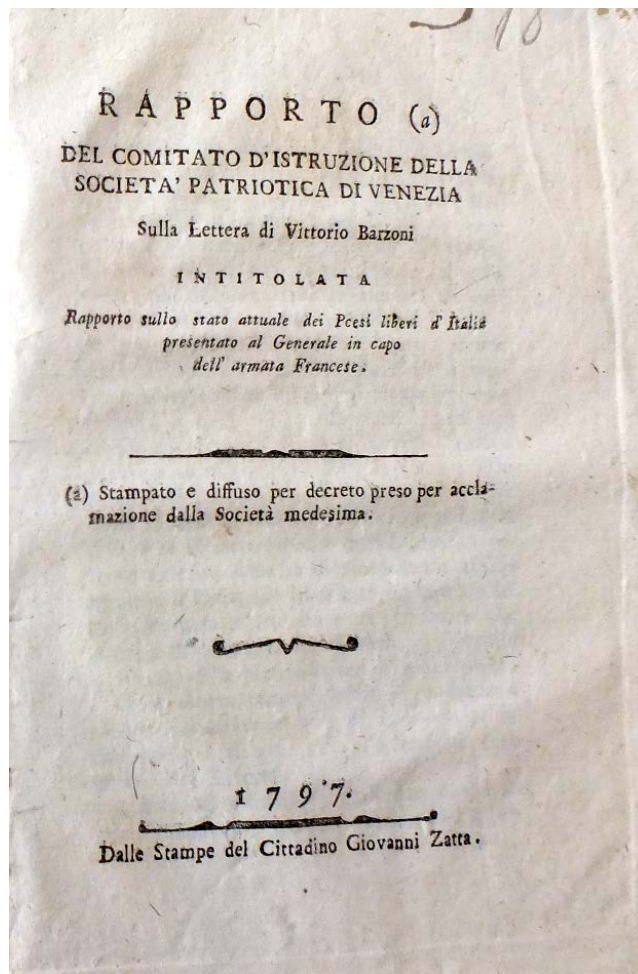 18
RAPPORTO (a)
DEL COMITATO D'ISTRUZIONE DELLA
SOCIETA' PATRIOTICA DI VENEZIA
Sulla Lettera di Vittorio Barzoni
INTITOLATA
Rapporto sullo stato attuale dei Pcesi liberi d'Italia
presentato al Generale in capo
dell' armata Francese.
(a) Stampato e diffuso per decreto preso per accla-
mazione dalla Società medesima.
1797.
Dalle Stampe del Cittadino Giovanni Zatta.